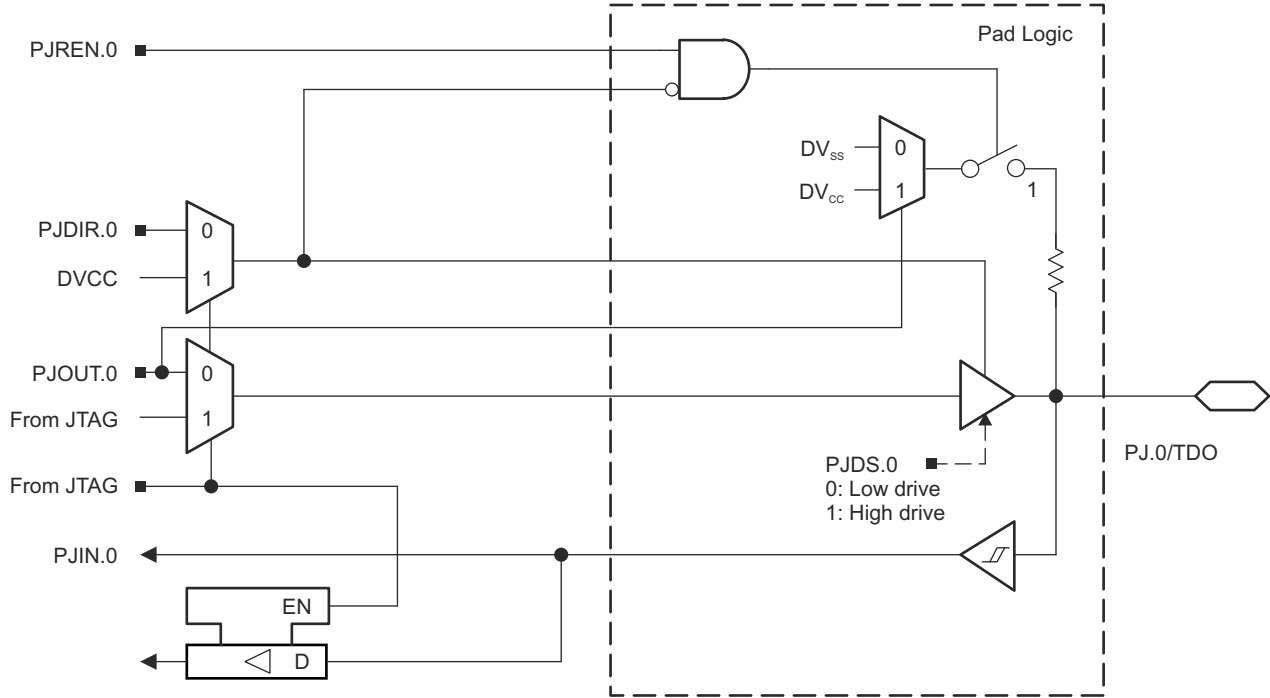 PJREN.0
Pad Logic
DVSS
0
DVCC
1
1
PJDIR.0
0
DVCC
1
PJOUT.0
0
From JTAG
1
PJ.0/TDO
PJDS.0
0: Low drive
1: High drive
From JTAG
PJIN.0
EN
D